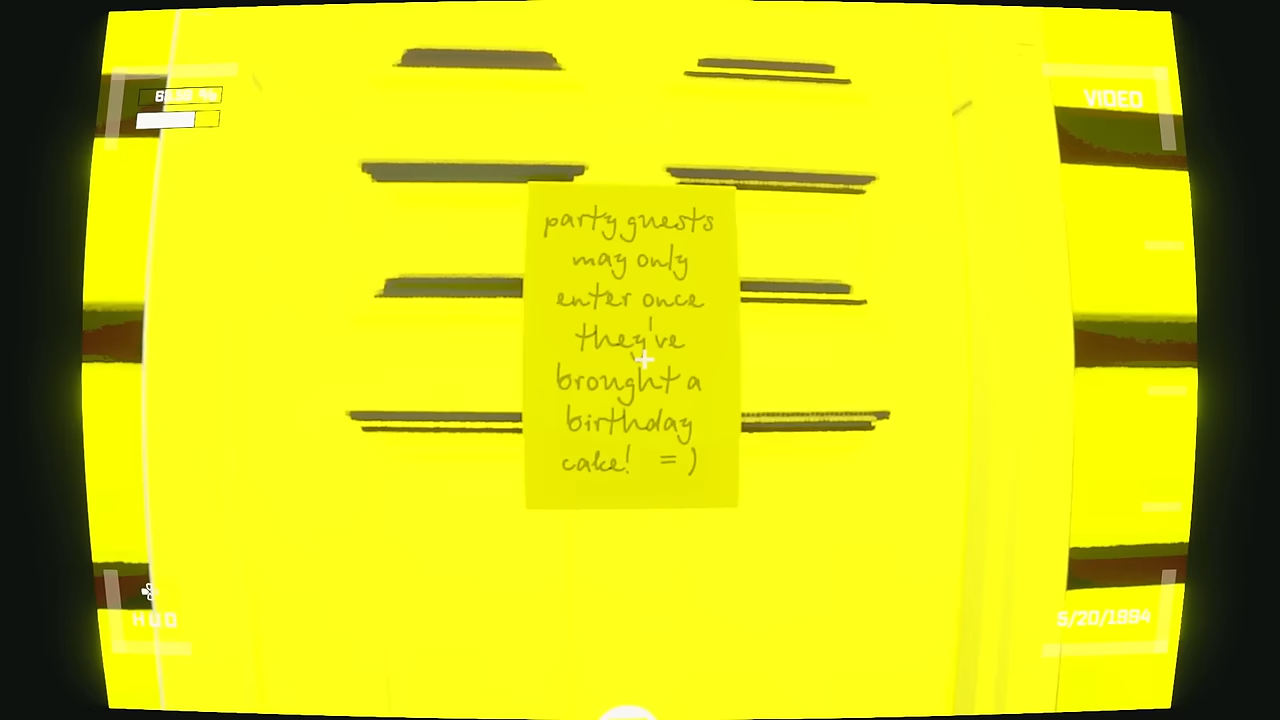 VIDEO
party guests
may only
enter once
they've
brought a
birthday
cake! =)
HUD
5/20/1994